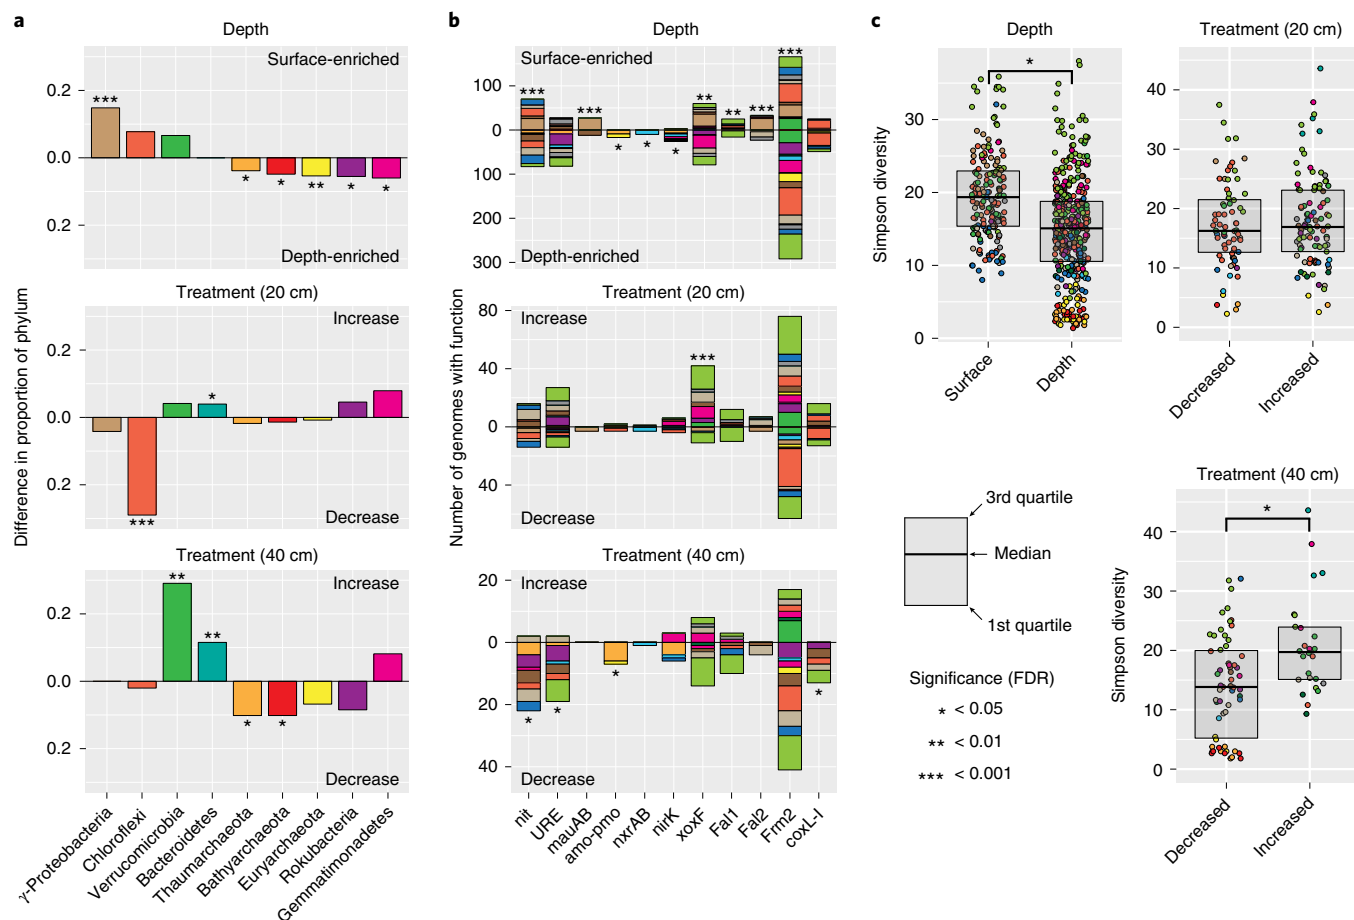 a
Depth
Surface-enriched
0.2
0.0
0.2
***
*
*
**
*
*
Depth-enriched
Treatment (20 cm)
Increase
0.2
0.0
0.2
*
***
Decrease
Treatment (40 cm)
Increase
0.2
0.0
0.2
**
**
*
*
Decrease
Difference in proportion of phylum
γ-Proteobacteria
Chloroflexi
Verrucomicrobia
Bacteroidetes
Thaumarchaeota
Bathyarchaeota
Euryarchaeota
Rokubacteria
Gemmatimonadetes
b
Depth
Surface-enriched
100
0
100
200
300
***
***
*
*
*
**
**
***
***
Depth-enriched
Treatment (20 cm)
Increase
80
40
0
40
***
Decrease
Treatment (40 cm)
Increase
20
0
20
40
*
*
*
*
Decrease
Number of genomes with function
nit
URE
mauAB
amo-pmo
nxrAB
nirK
xoxF
Fal1
Fal2
Frm2
coxL-I
c
Depth
*
30
20
10
0
Simpson diversity
Surface
Depth
Treatment (20 cm)
40
30
20
10
0
Decreased
Increased
3rd quartile
Median
1st quartile
Significance (FDR)
* < 0.05
** < 0.01
*** < 0.001
Treatment (40 cm)
*
40
30
20
10
0
Simpson diversity
Decreased
Increased